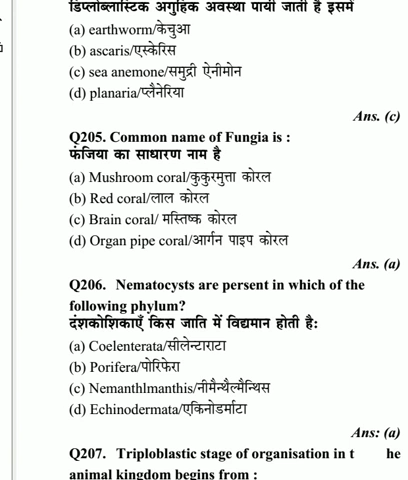 डिप्लोब्लास्टिक अगुहिक अवस्था पायी जाती है इसमें
(a) earthworm/केचुआ
(b) ascaris/एस्केरिस
(c) sea anemone/समुद्री ऐनीमोन
(d) planaria/प्लैनेरिया
Ans. (c)
Q205. Common name of Fungia is :
फंजिया का साधारण नाम है
(a) Mushroom coral/कुकुरमुत्ता कोरल
(b) Red coral/लाल कोरल
(c) Brain coral/ मस्तिष्क कोरल
(d) Organ pipe coral/आर्गन पाइप कोरल
Ans. (a)
Q206. Nematocysts are persent in which of the
following phylum?
दंशकोशिकाएँ किस जाति में विद्यमान होती है:
(a) Coelenterata/सीलेन्टाराटा
(b) Porifera/पोरिफेरा
(c) Nemanthlmanthis/नीमैन्थैल्मैन्थिस
(d) Echinodermata/एकिनोडर्माटा
Ans: (a)
Q207. Triploblastic stage of organisation in t he
animal kingdom begins from :